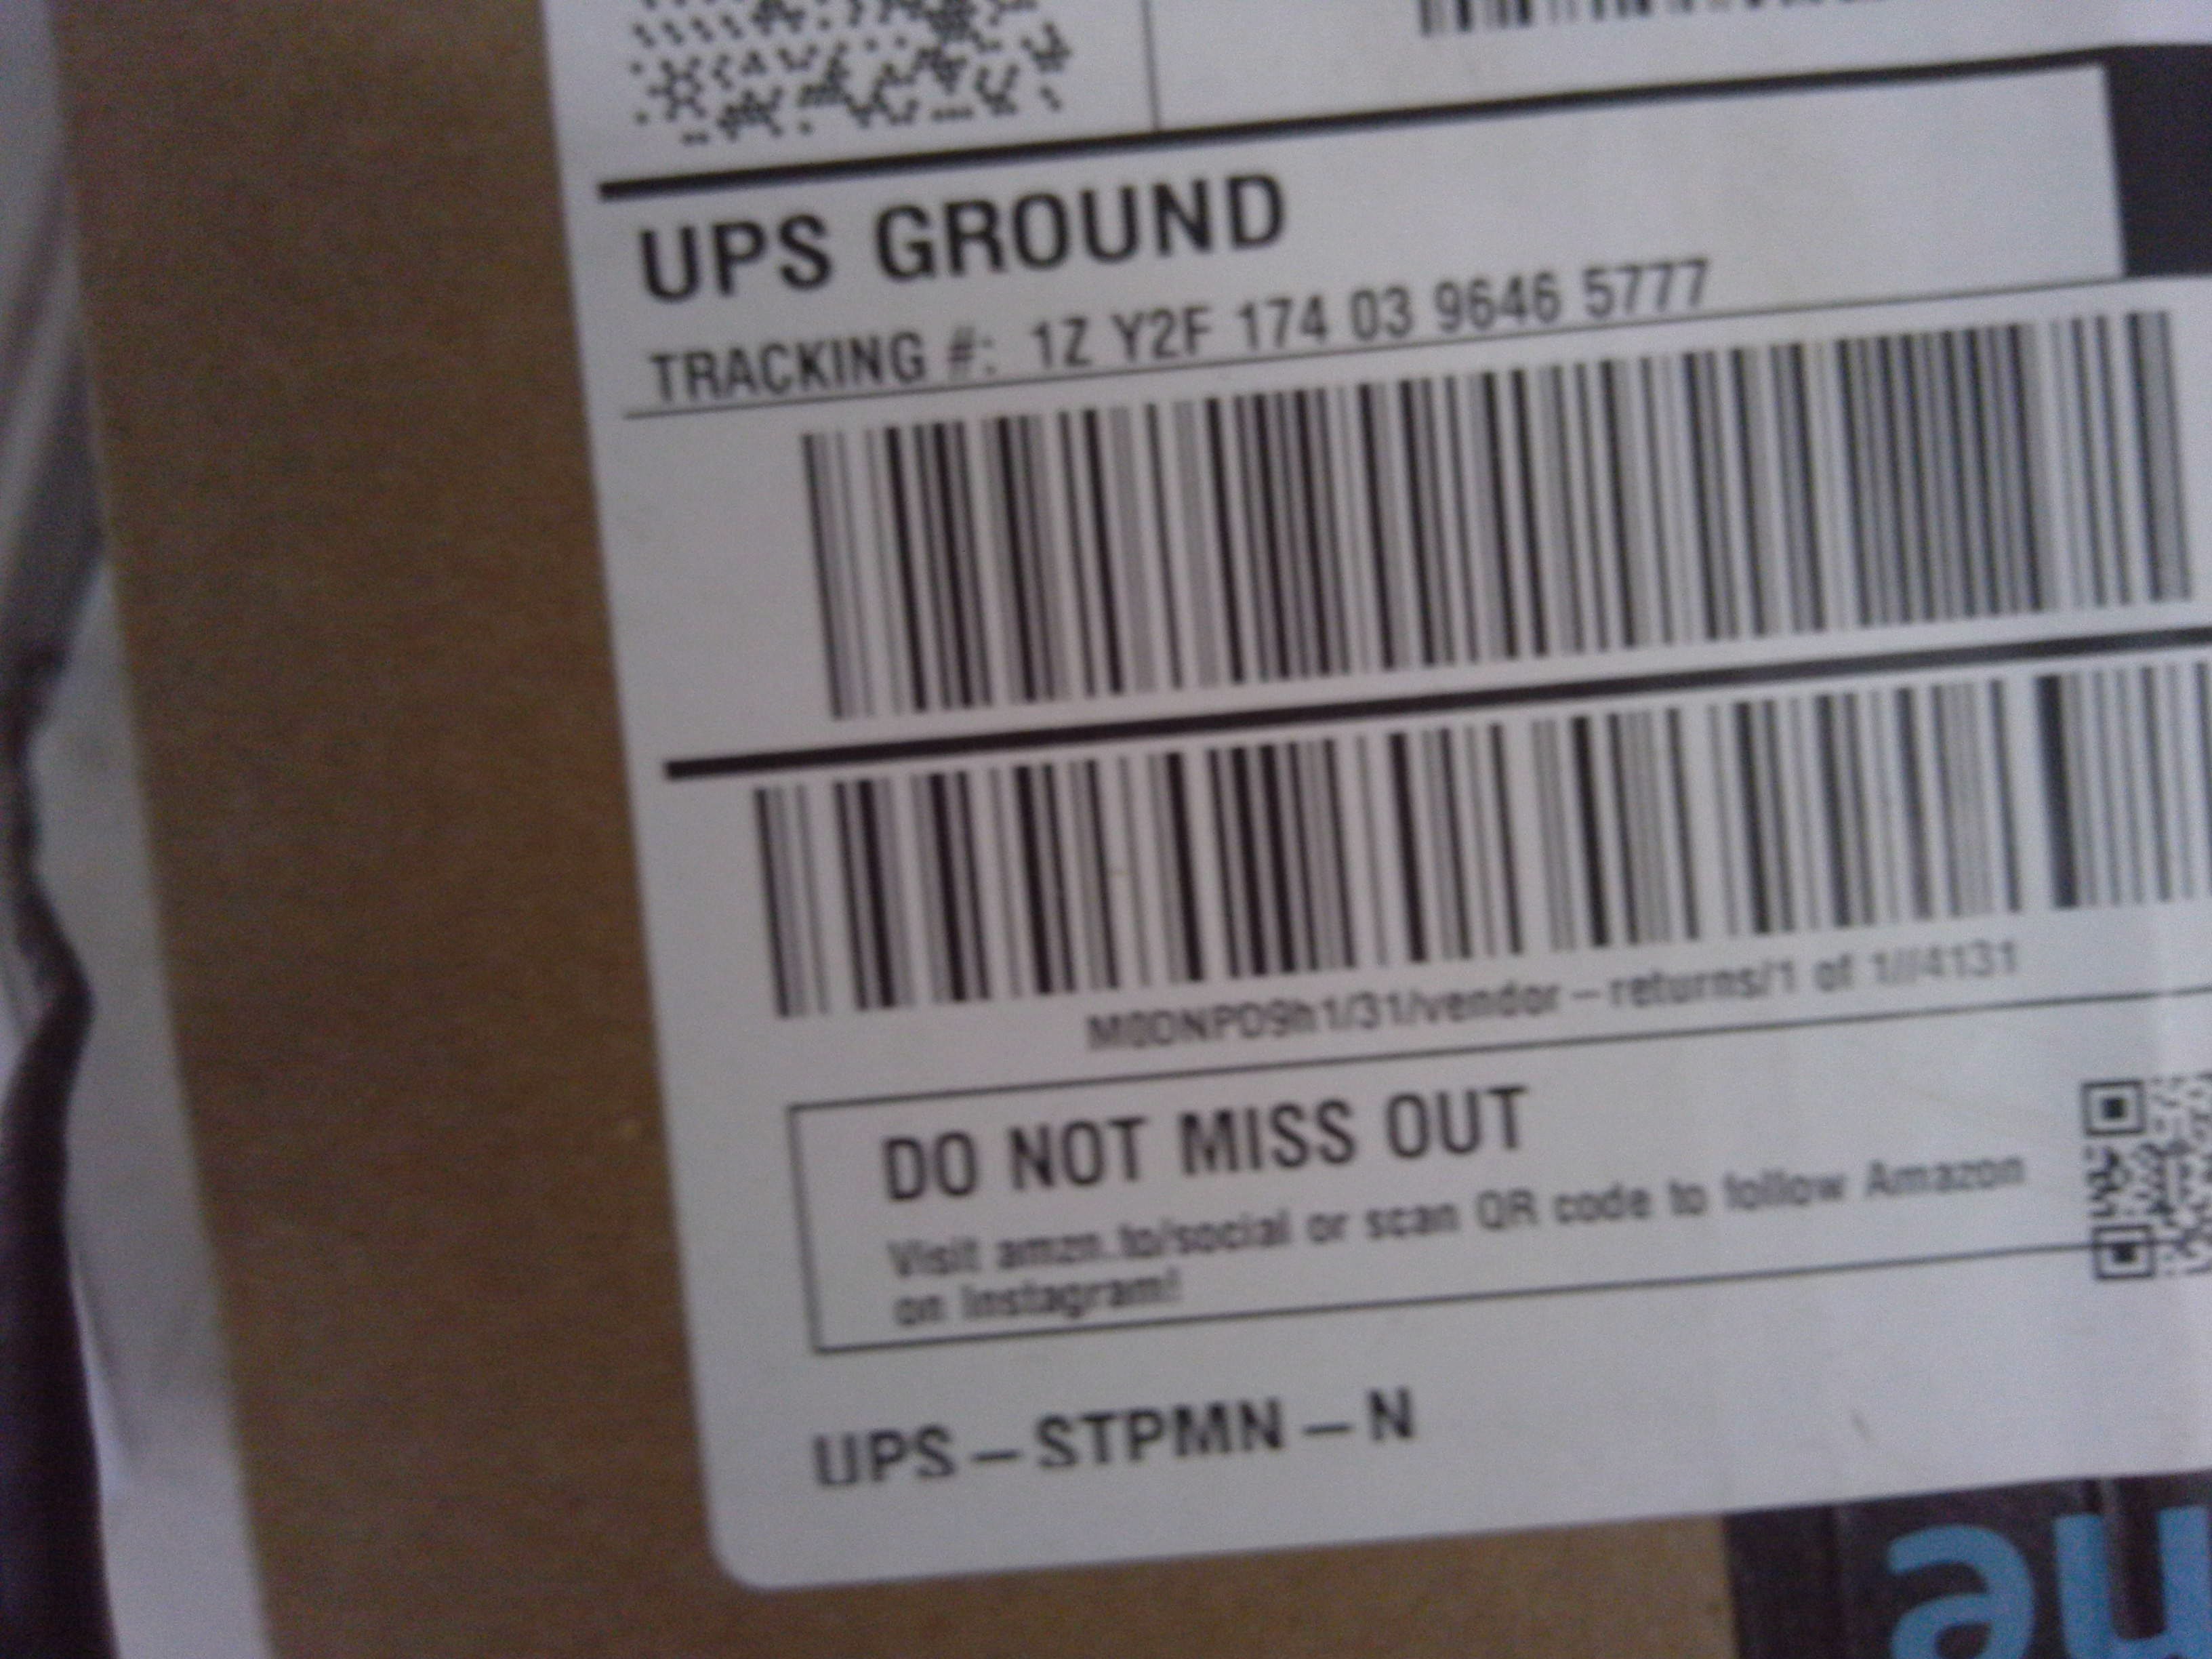 UPS GROUND
TRACKING #: 1Z Y2F 174 03 9646 5777
M0DNPD9h1/31/vendor-returns/1 of 1///4131
DO NOT MISS OUT
Visit amzn.to/social or scan QR code to follow Amazon
on Instagram!
UPS-STPMN-N